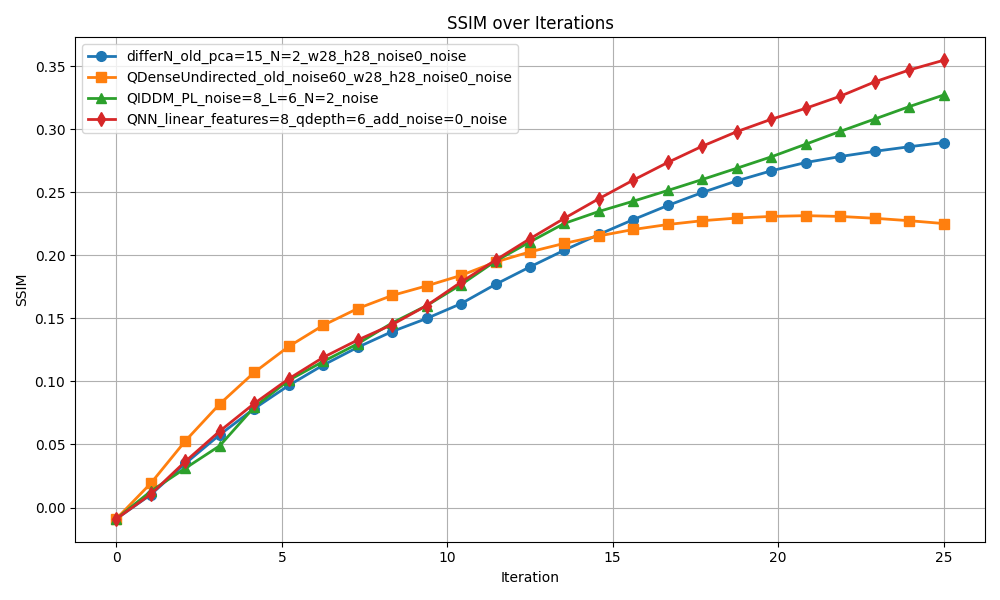 SSIM over Iterations
differN_old_pca=15_N=2_w28_h28_noise0_noise
QDenseUndirected_old_noise60_w28_h28_noise0_noise
QIDDM_PL_noise=8_L=6_N=2_noise
QNN_linear_features=8_qdepth=6_add_noise=0_noise
SSIM
0.35
0.30
0.25
0.20
0.15
0.10
0.05
0.00
0 5 10 15 20 25
Iteration